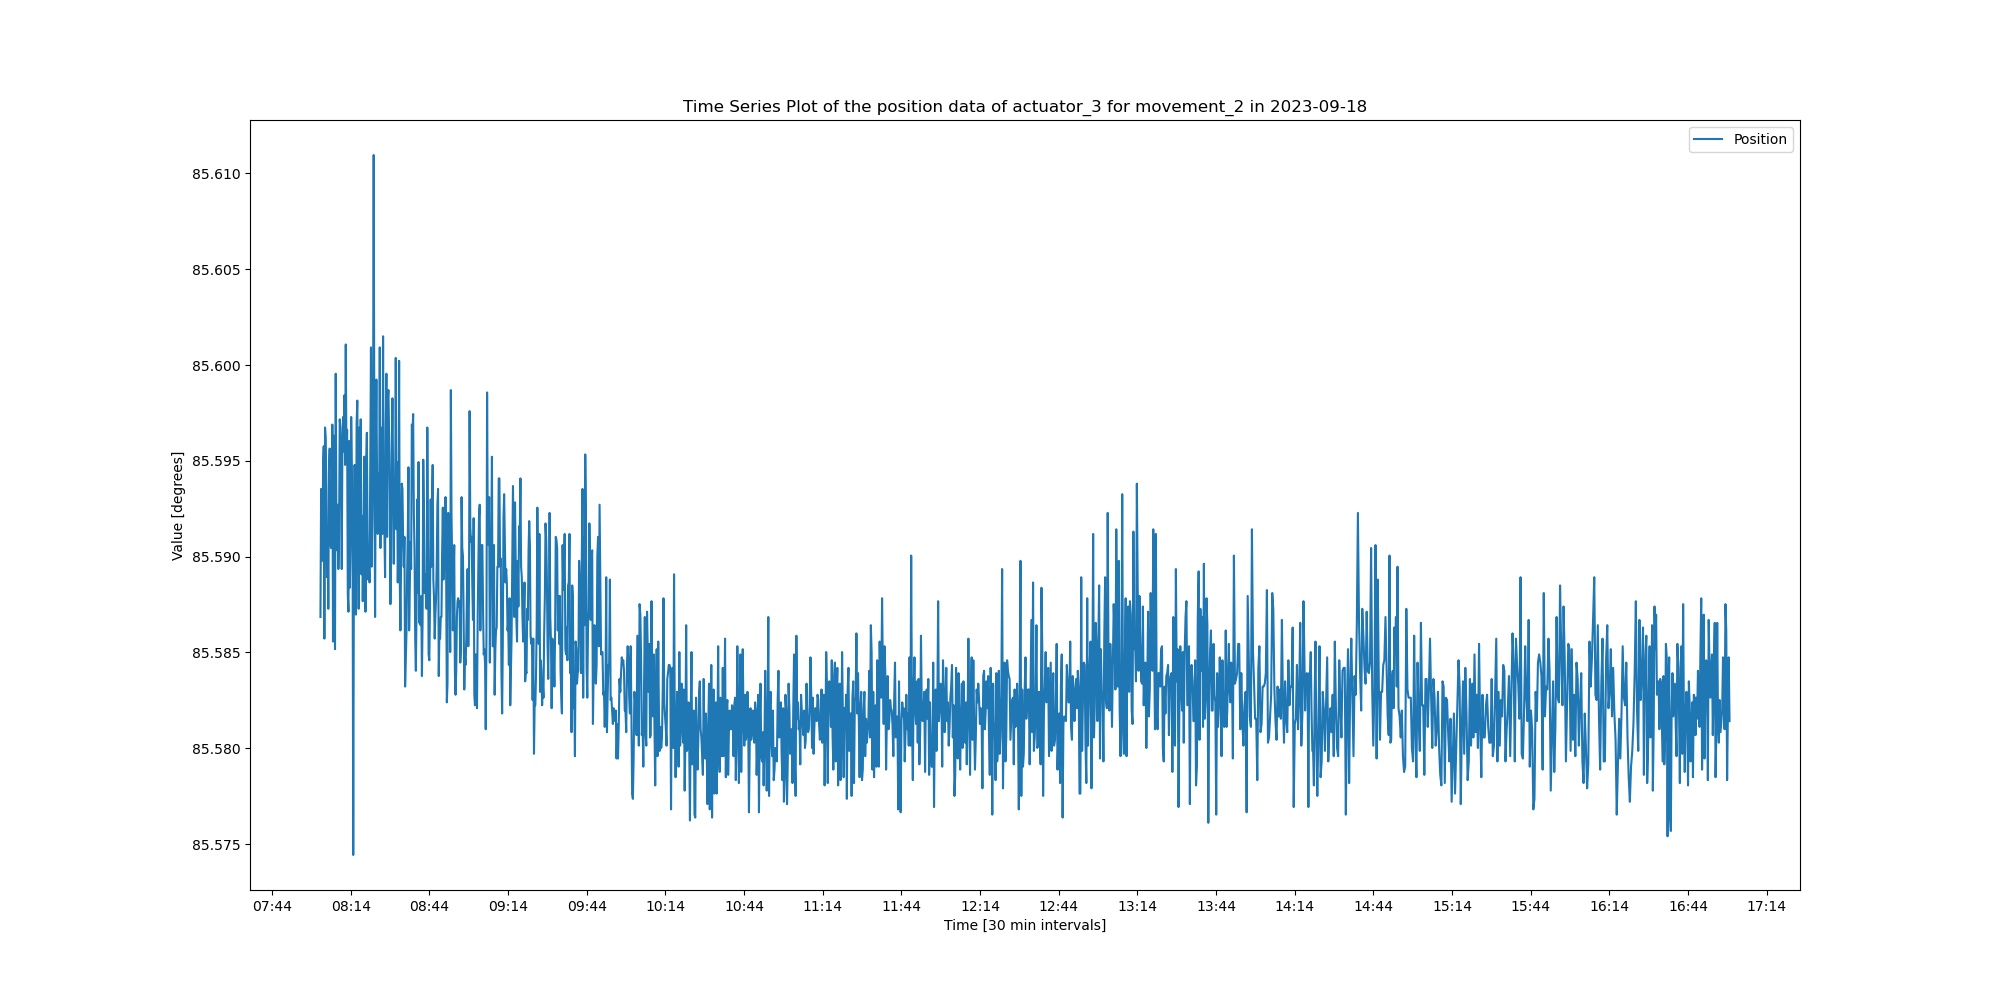 Time Series Plot of the position data of actuator_3 for movement_2 in 2023-09-18
Position
85.610
85.605
85.600
85.595
85.590
85.585
85.580
85.575
Value [degrees]
07:44 08:14 08:44 09:14 09:44 10:14 10:44 11:14 11:44 12:14 12:44 13:14 13:44 14:14 14:44 15:14 15:44 16:14 16:44 17:14
Time [30 min intervals]